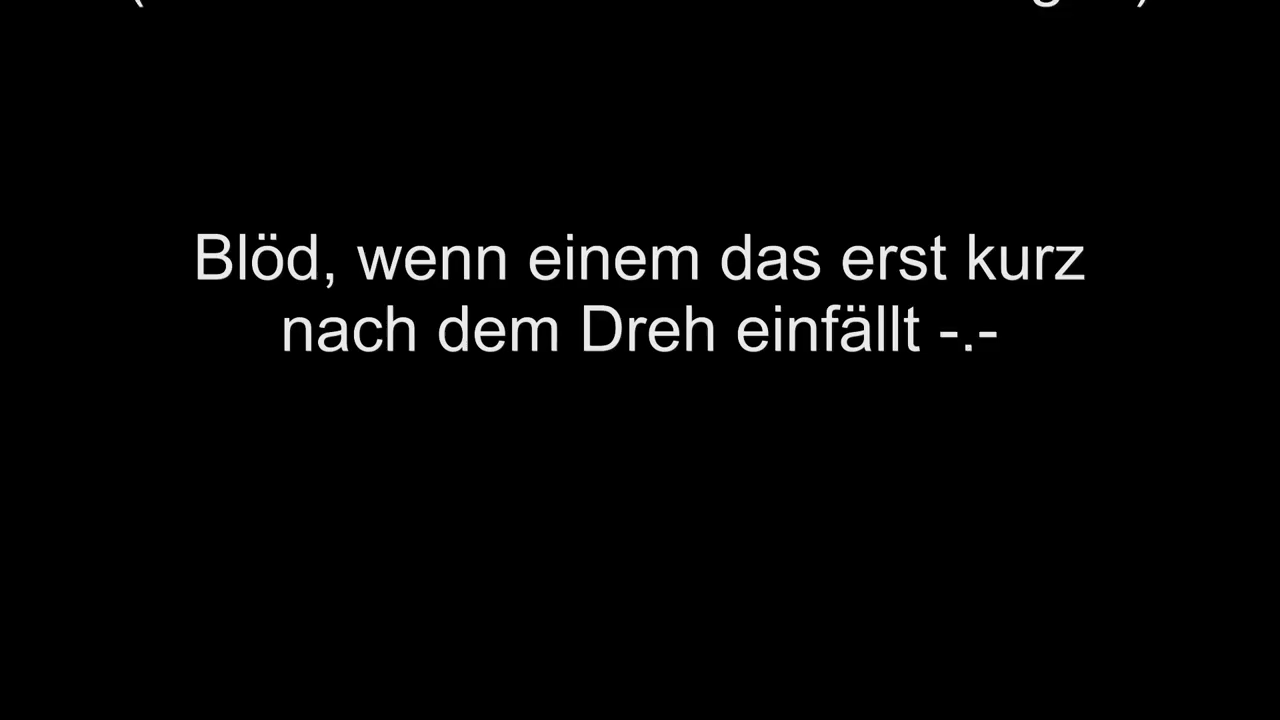 Blöd, wenn einem das erst kurz
nach dem Dreh einfällt -.-